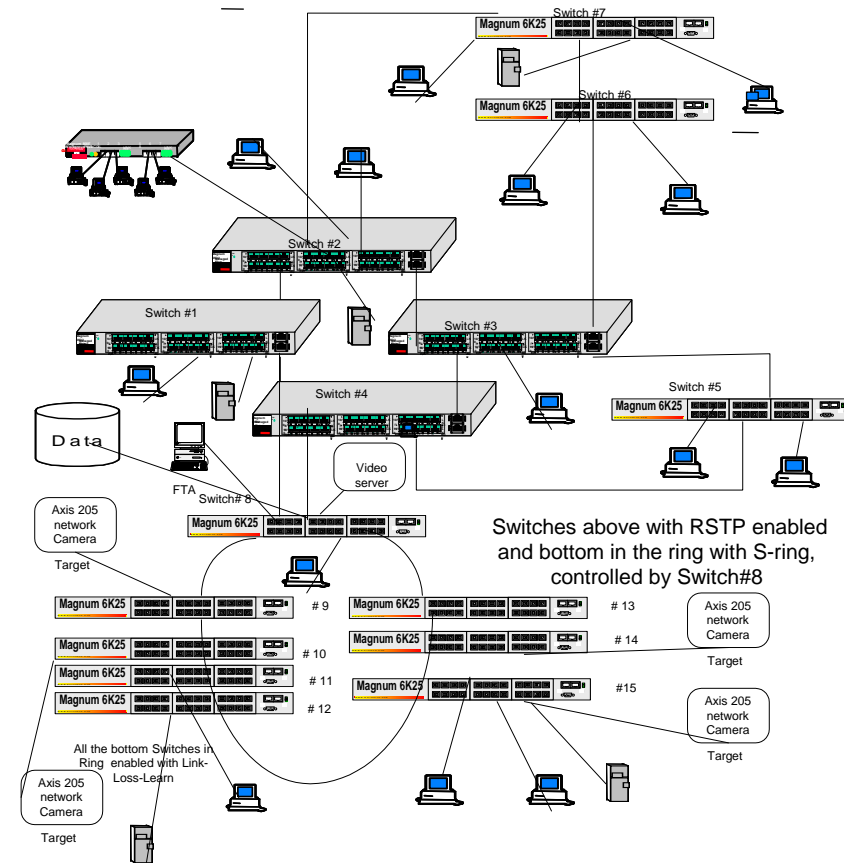 Switch #7
Magnum 6K25
Switch #6
Magnum 6K25
Switch #2
Switch #1
Switch #3
Switch #4
Switch #5
Magnum 6K25
Data
FTA
Video
server
Switch# 8
Magnum 6K25
Axis 205
network
Camera
Target
Switches above with RSTP enabled
and bottom in the ring with S-ring,
controlled by Switch#8
Magnum 6K25
# 9
Magnum 6K25
# 13
Magnum 6K25
# 10
Magnum 6K25
# 14
Axis 205
network
Camera
Target
Magnum 6K25
# 11
Magnum 6K25
# 12
Magnum 6K25
#15
Axis 205
network
Camera
Target
All the bottom Switches in
Ring enabled with Link-
Loss-Learn
Axis 205
network
Camera
Target